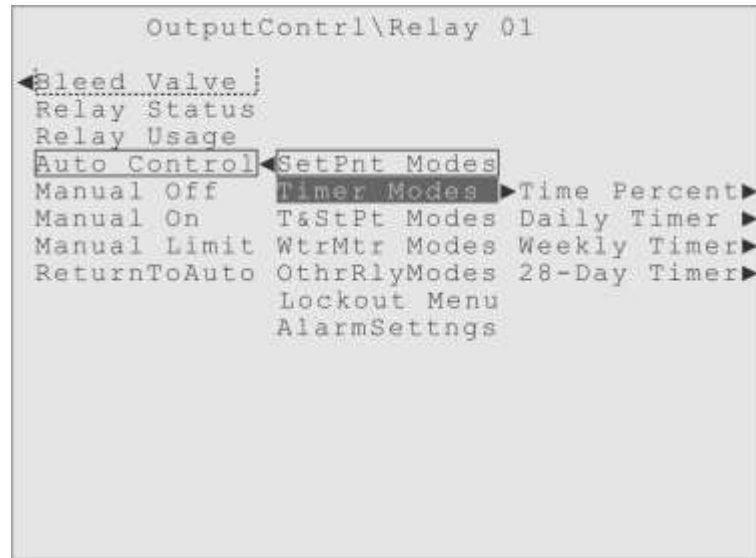 OutputContrl\Relay 01
Bleed Valve
Relay Status
Relay Usage
Auto Control SetPnt Modes
Manual Off Timer Modes Time Percent
Manual On T&StPt Modes Daily Timer
Manual Limit WtrMtr Modes Weekly Timer
ReturnToAuto OthrRlyModes 28-Day Timer
Lockout Menu
AlarmSettngs